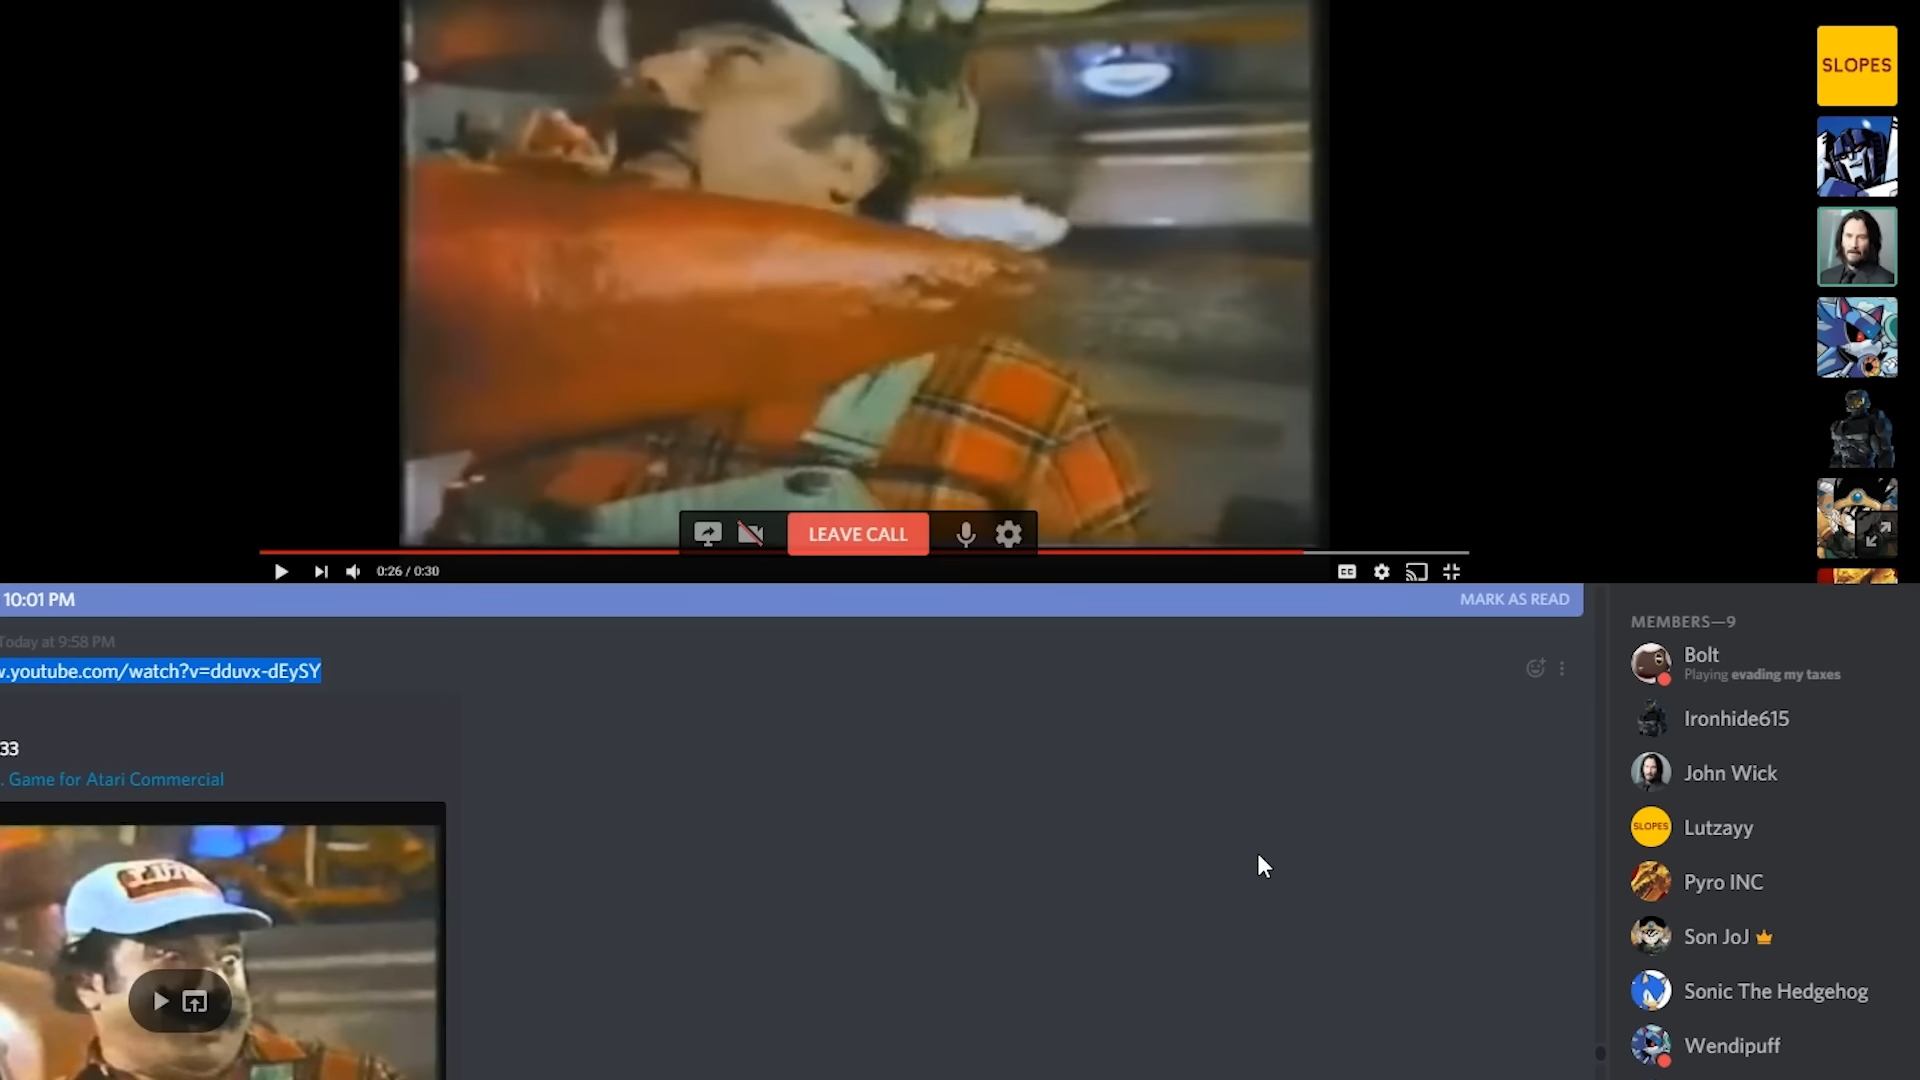 SLOPES
LEAVE CALL
0:26 / 0:30
CC
10:01 PM
MARK AS READ
Today at 9:58 PM
w.youtube.com/watch?v=dduvx-dEySY
33
. Game for Atari Commercial
MEMBERS—9
Bolt
Playing evading my taxes
Ironhide615
John Wick
SLOPES
Lutzayy
Pyro INC
Son JoJ
Sonic The Hedgehog
Wendipuff